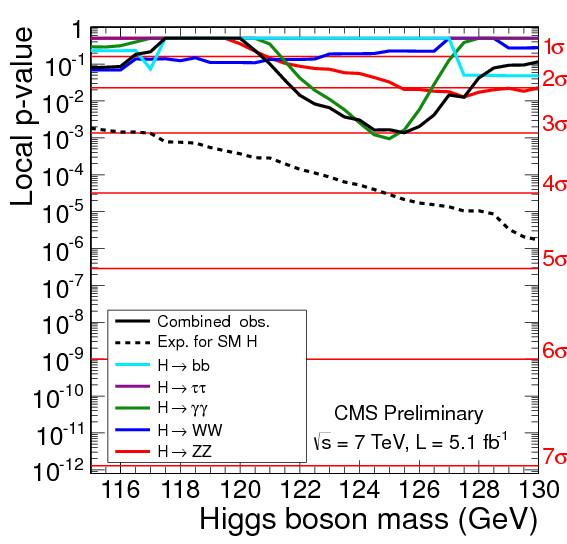 Local p-value
1
10⁻¹
10⁻²
10⁻³
10⁻⁴
10⁻⁵
10⁻⁶
10⁻⁷
10⁻⁸
10⁻⁹
10⁻¹⁰
10⁻¹¹
10⁻¹²
1σ
2σ
3σ
4σ
5σ
6σ
7σ
Combined obs.
Exp. for SM H
H → bb
H → ττ
H → γγ
H → WW
H → ZZ
CMS Preliminary
√s = 7 TeV, L = 5.1 fb⁻¹
116 118 120 122 124 126 128 130
Higgs boson mass (GeV)